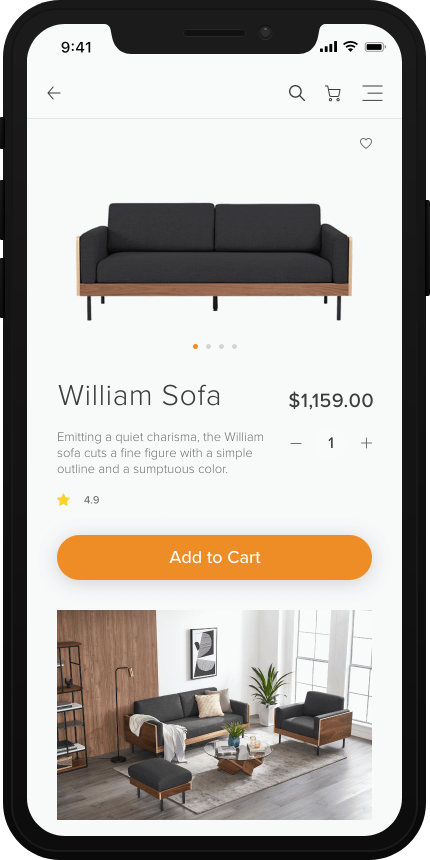 9:41
William Sofa
$1,159.00
Emitting a quiet charisma, the William
sofa cuts a fine figure with a simple
outline and a sumptuous color.
1
4.9
Add to Cart